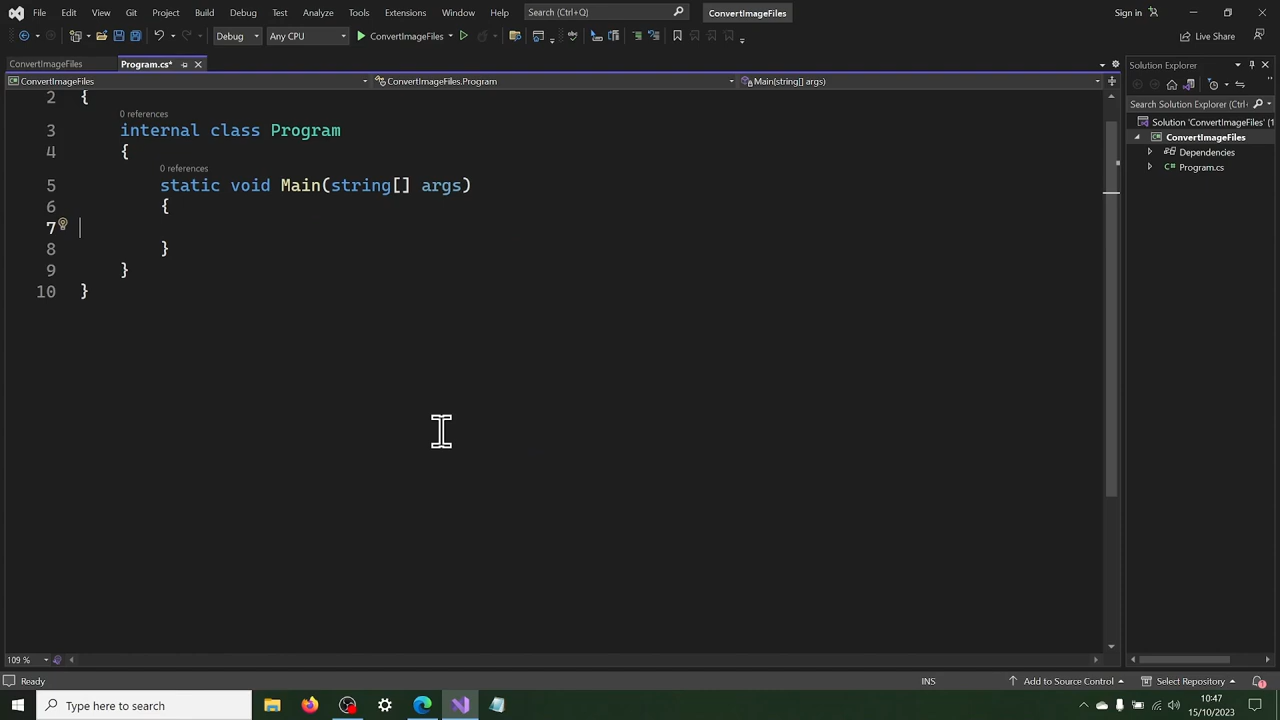 File Edit View Git Project Build Debug Test Analyze Tools Extensions Window Help Search (Ctrl+Q) ConvertImageFiles Sign in
Debug Any CPU ConvertImageFiles Live Share
ConvertImageFiles Program.cs* Solution Explorer
ConvertImageFiles ConvertImageFiles.Program Main(string[] args)
Search Solution Explorer (Ctrl+
Solution 'ConvertImageFiles' (1
ConvertImageFiles
Dependencies
Program.cs
2 {
0 references
3 internal class Program
4 {
0 references
5 static void Main(string[] args)
6 {
7
8 }
9 }
10 }
109 %
Ready INS Add to Source Control Select Repository
Type here to search
10:47
15/10/2023